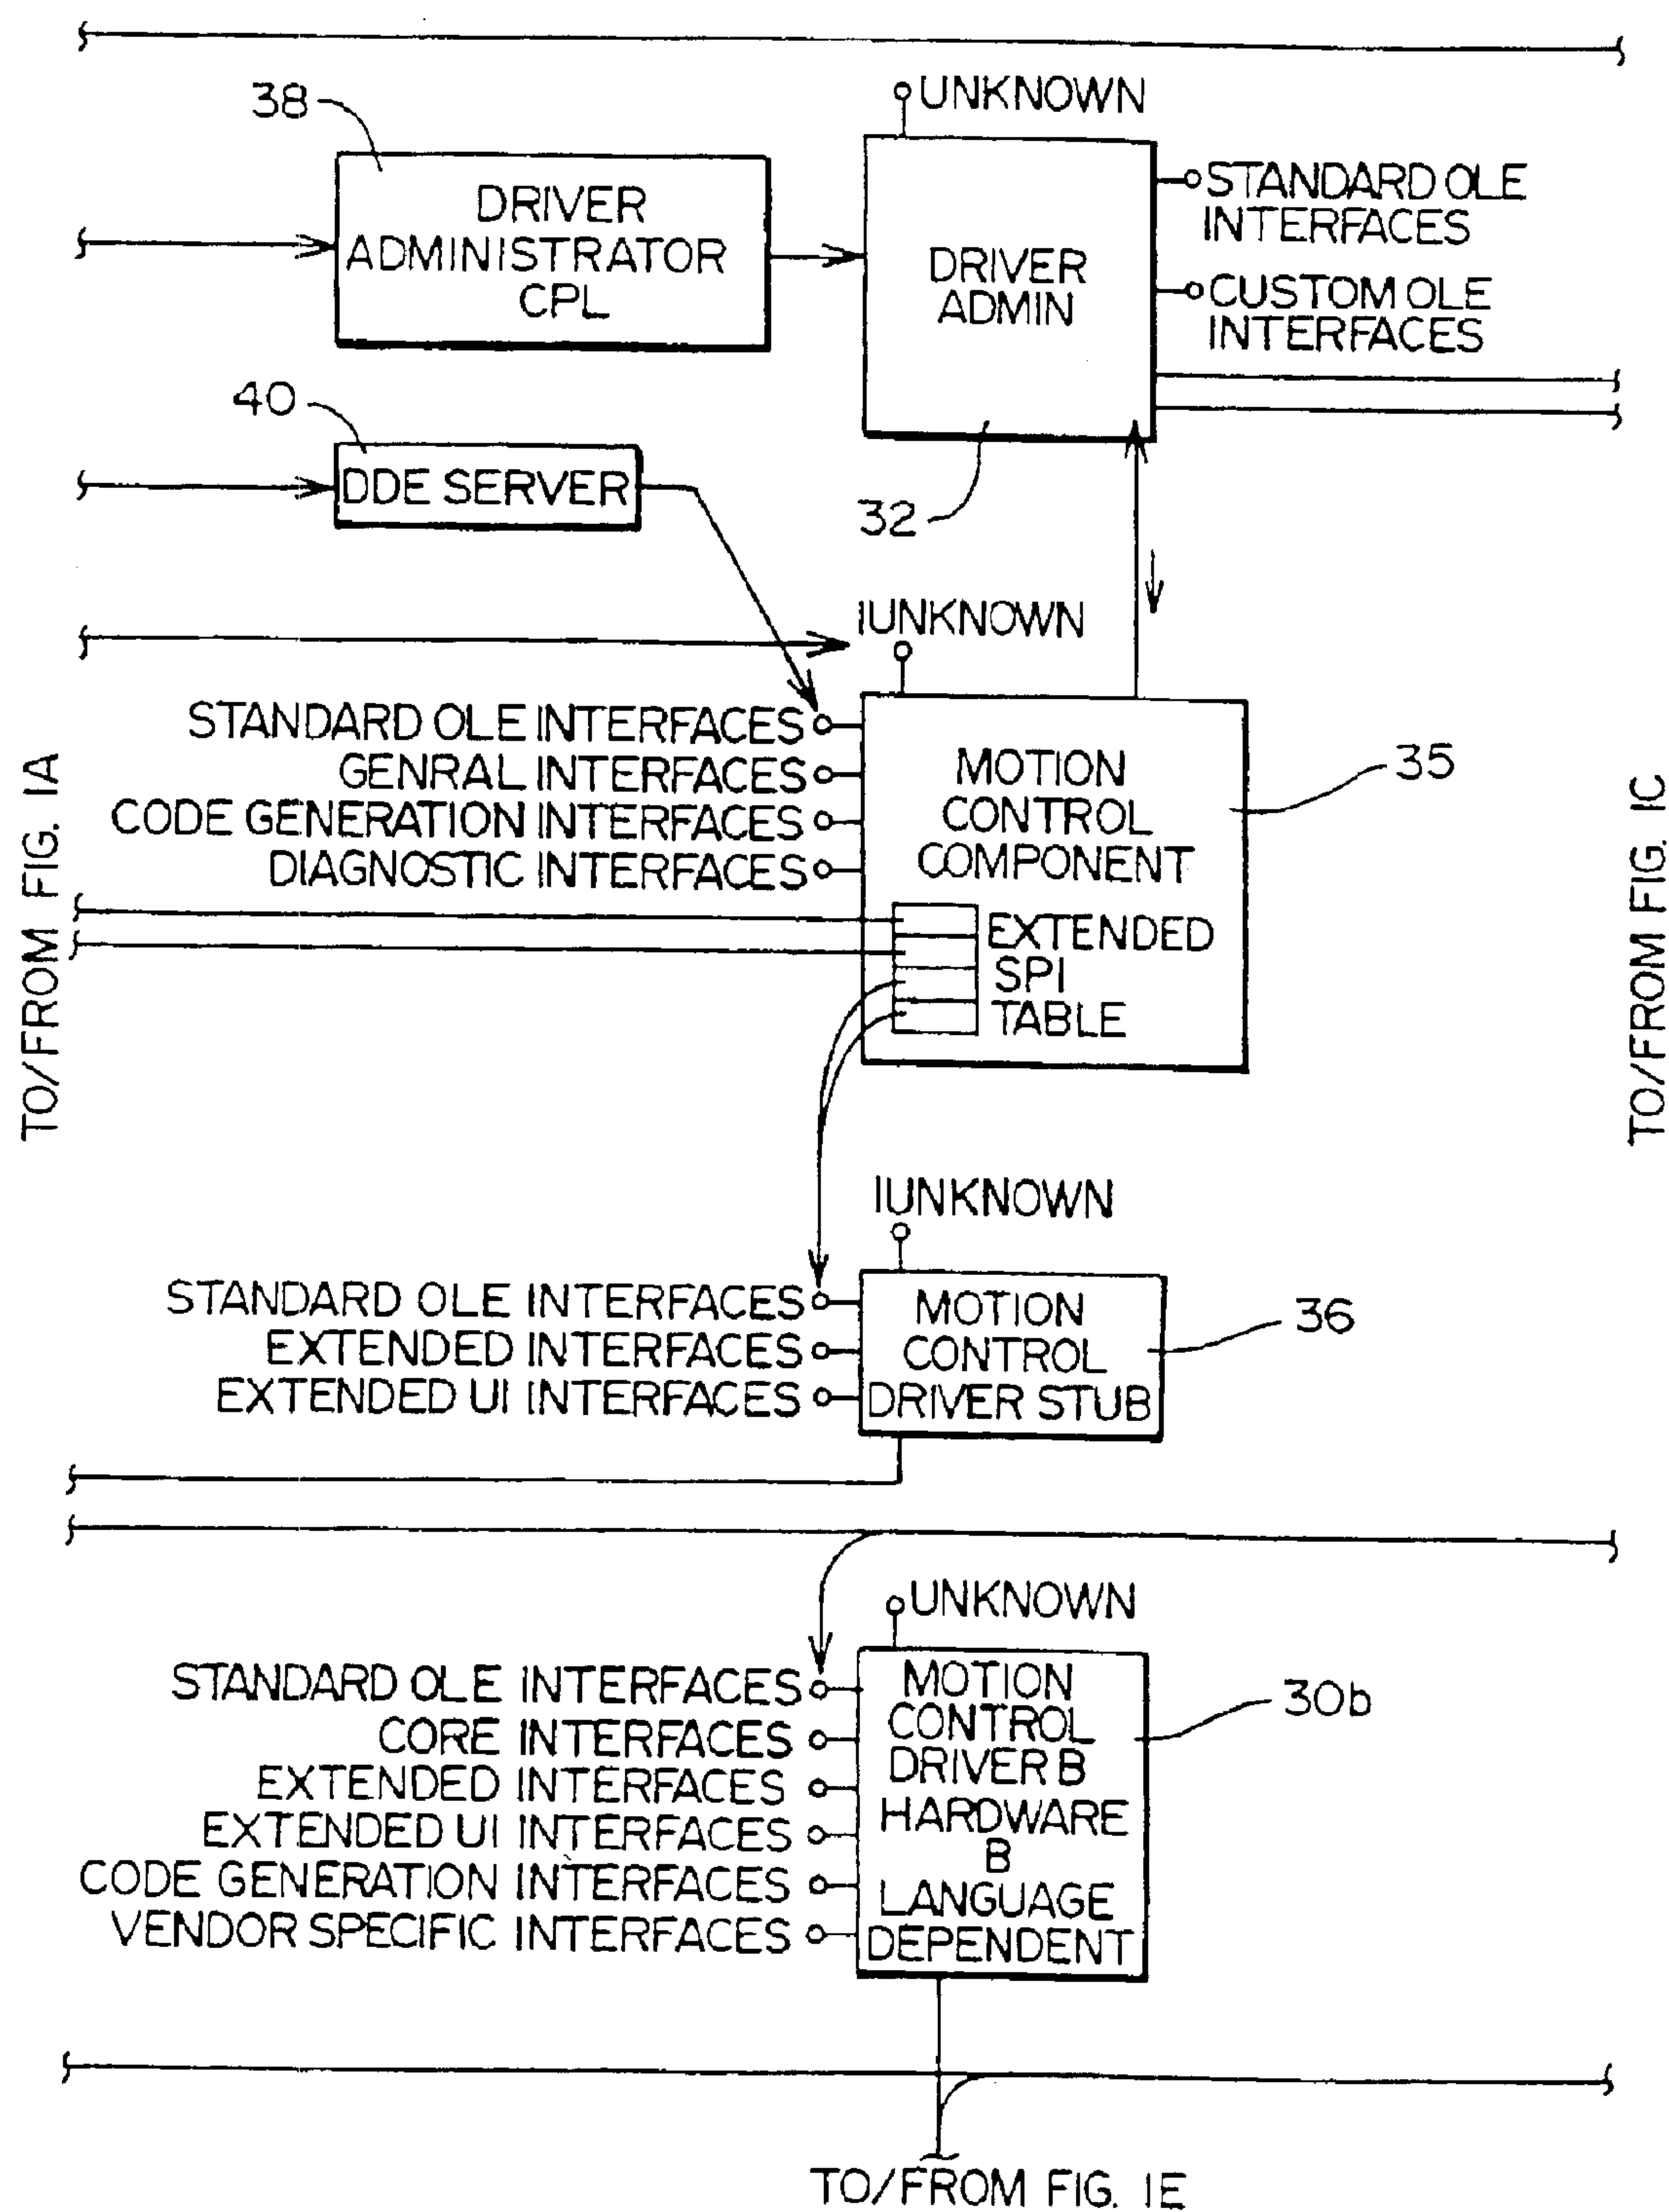 UNKNOWN
38
DRIVER
ADMINISTRATOR
CPL
STANDARD OLE
INTERFACES
DRIVER
ADMIN
CUSTOM OLE
INTERFACES
40
DDE SERVER
32
IUNKNOWN
STANDARD OLE INTERFACES
GENRAL INTERFACES
CODE GENERATION INTERFACES
DIAGNOSTIC INTERFACES
MOTION
CONTROL
COMPONENT
35
EXTENDED
SPI
TABLE
TO/FROM FIG. 1A
TO/FROM FIG. 1C
IUNKNOWN
STANDARD OLE INTERFACES
EXTENDED INTERFACES
EXTENDED UI INTERFACES
MOTION
CONTROL
DRIVER STUB
36
UNKNOWN
STANDARD OLE INTERFACES
CORE INTERFACES
EXTENDED INTERFACES
EXTENDED UI INTERFACES
CODE GENERATION INTERFACES
VENDOR SPECIFIC INTERFACES
MOTION
CONTROL
DRIVER B
HARDWARE
B
LANGUAGE
DEPENDENT
30b
TO/FROM FIG. 1E